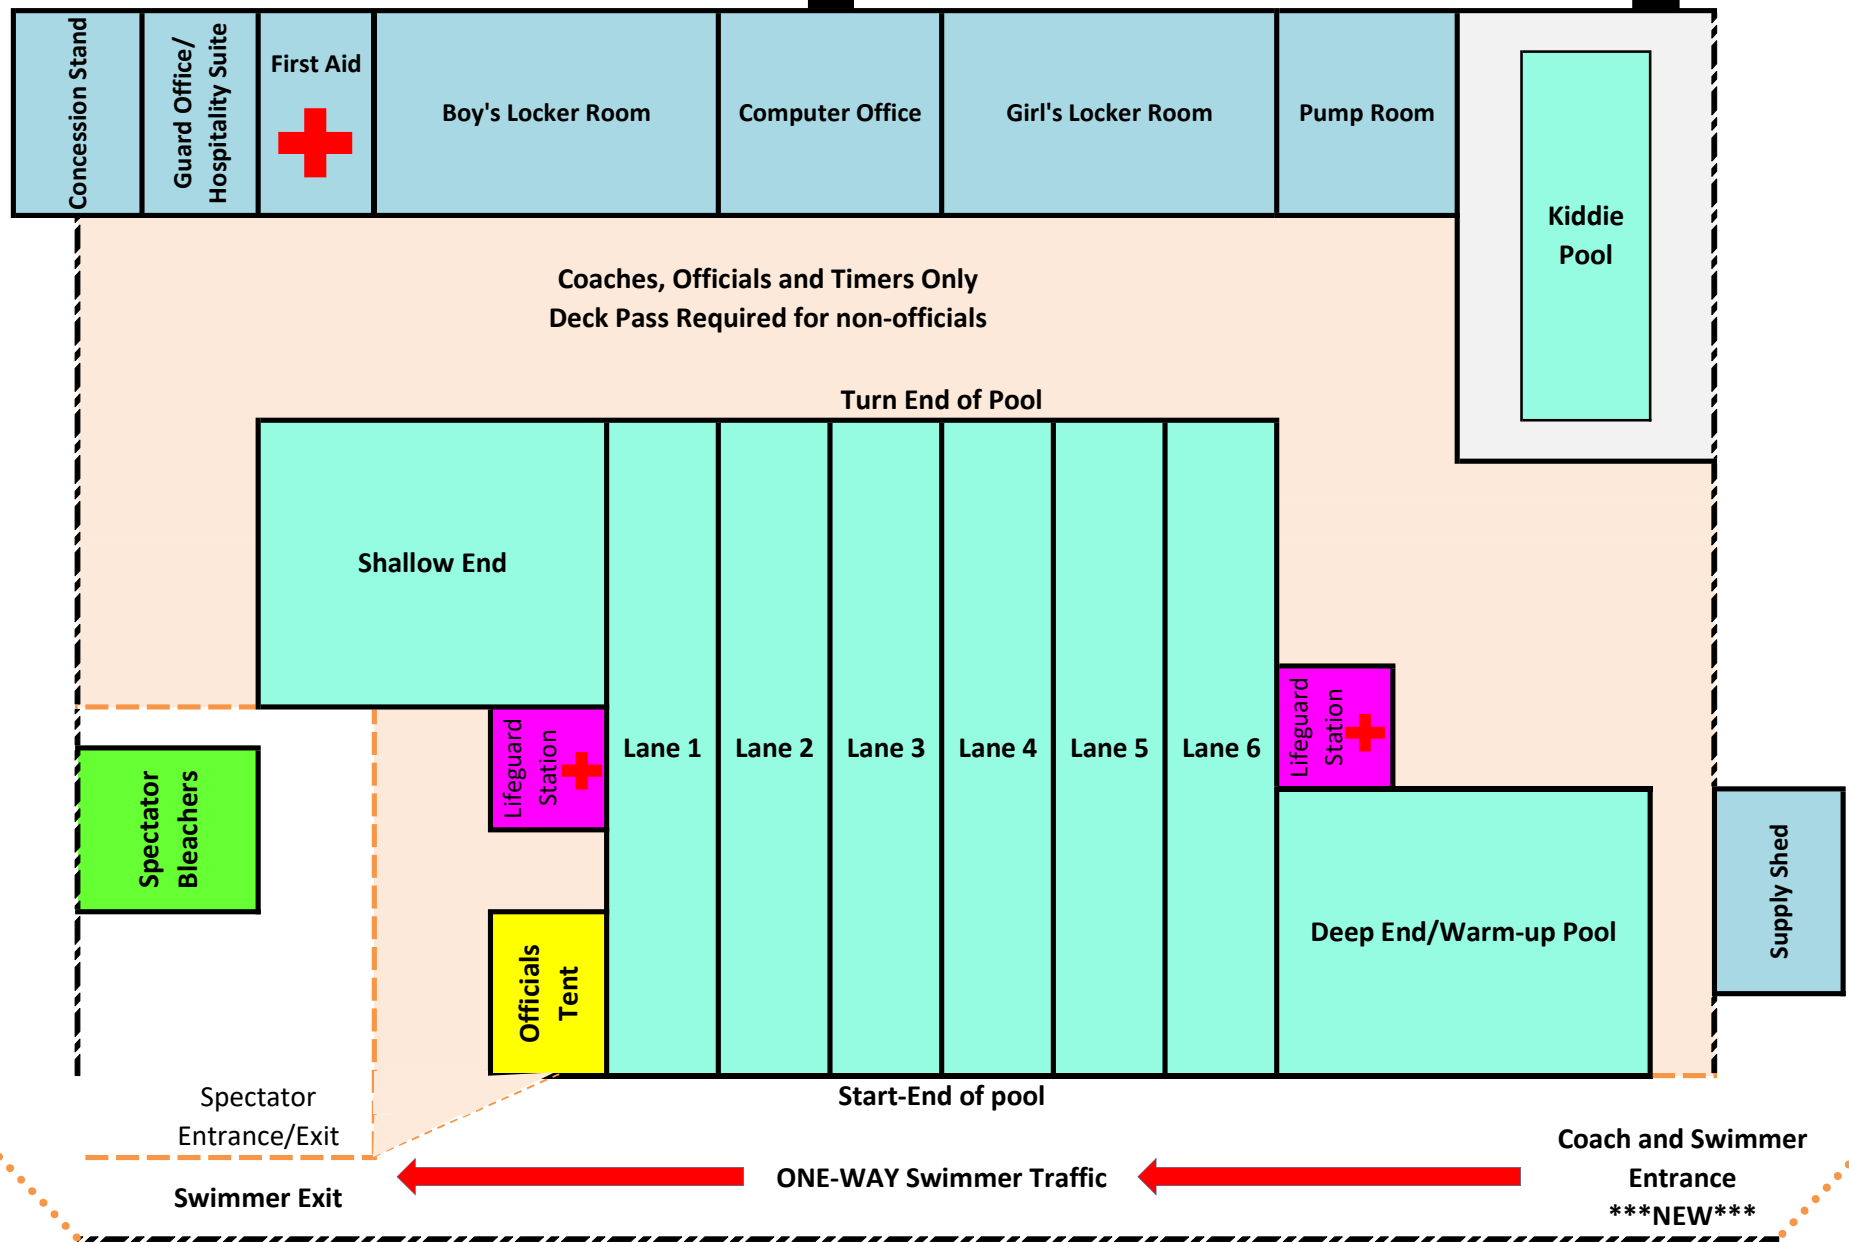 Concession Stand
Guard Office/
Hospitality Suite
First Aid
Boy's Locker Room
Computer Office
Girl's Locker Room
Pump Room
Kiddie
Pool
Coaches, Officials and Timers Only
Deck Pass Required for non-officials
Turn End of Pool
Shallow End
Lifeguard
Station
Lane 1
Lane 2
Lane 3
Lane 4
Lane 5
Lane 6
Lifeguard
Station
Spectator
Bleachers
Officials
Tent
Deep End/Warm-up Pool
Supply Shed
Spectator
Entrance/Exit
Start-End of pool
Coach and Swimmer
Entrance
***NEW***
ONE-WAY Swimmer Traffic
Swimmer Exit